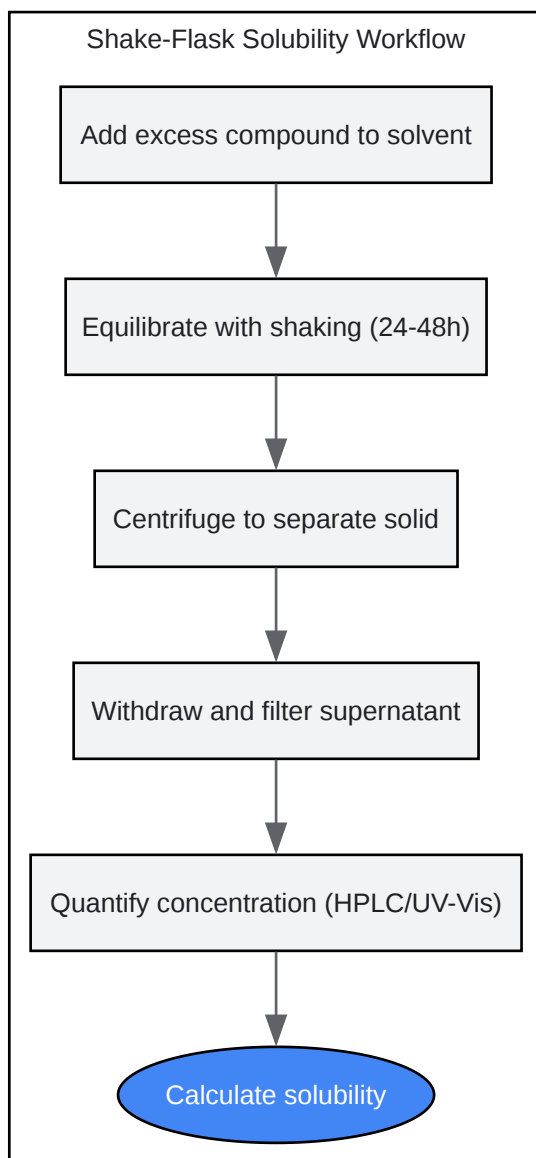 Shake-Flask Solubility Workflow
Add excess compound to solvent
Equilibrate with shaking (24-48h)
Centrifuge to separate solid
Withdraw and filter supernatant
Quantify concentration (HPLC/UV-Vis)
Calculate solubility